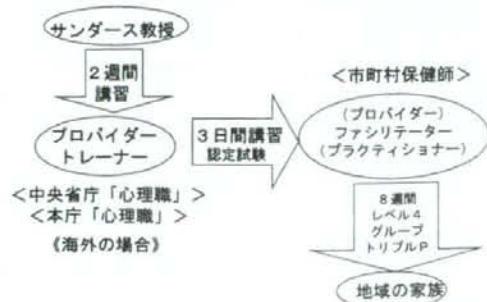 サンダース教授
2週間
講習
プロバイダー
トレーナー
<中央省庁「心理職」>
<本庁「心理職」>
《海外の場合》
3日間講習
認定試験
<市町村保健師>
(プロバイダー)
ファシリテーター
(プラクティショナー)
8週間
レベル4
グループ
トリプルP
地域の家族